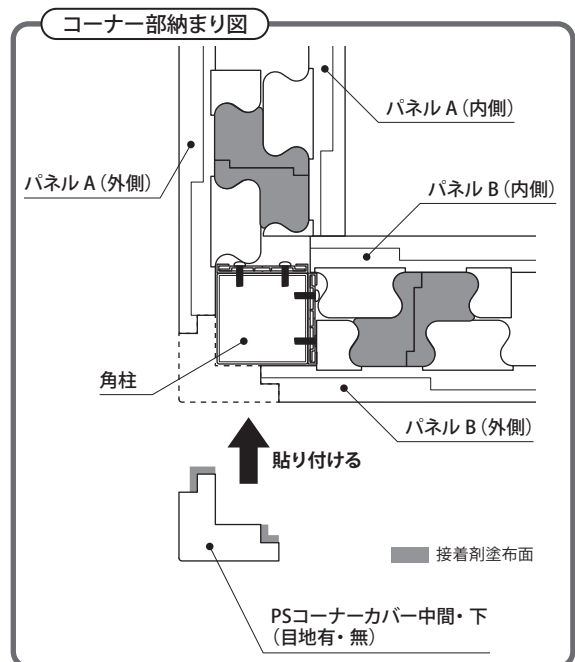 コーナー部納まり図
パネル A（内側）
パネル A（外側）
パネル B（内側）
角柱
パネル B（外側）
貼り付ける
接着剤塗布面
PSコーナーカバー中間・下
（目地有・無）